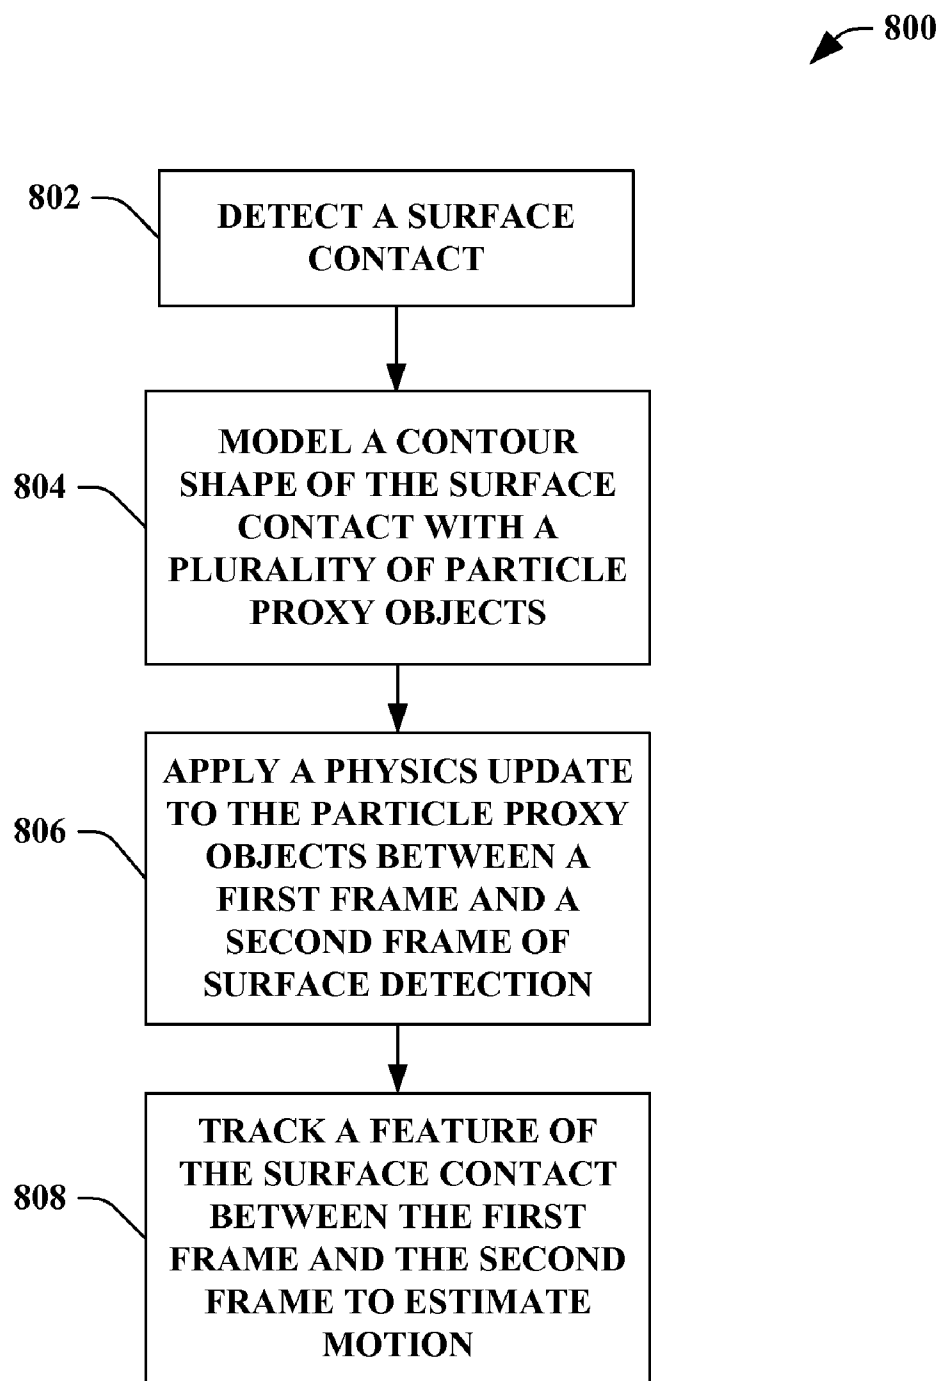 800
802
DETECT A SURFACE
CONTACT
804
MODEL A CONTOUR
SHAPE OF THE SURFACE
CONTACT WITH A
PLURALITY OF PARTICLE
PROXY OBJECTS
806
APPLY A PHYSICS UPDATE
TO THE PARTICLE PROXY
OBJECTS BETWEEN A
FIRST FRAME AND A
SECOND FRAME OF
SURFACE DETECTION
808
TRACK A FEATURE OF
THE SURFACE CONTACT
BETWEEN THE FIRST
FRAME AND THE SECOND
FRAME TO ESTIMATE
MOTION